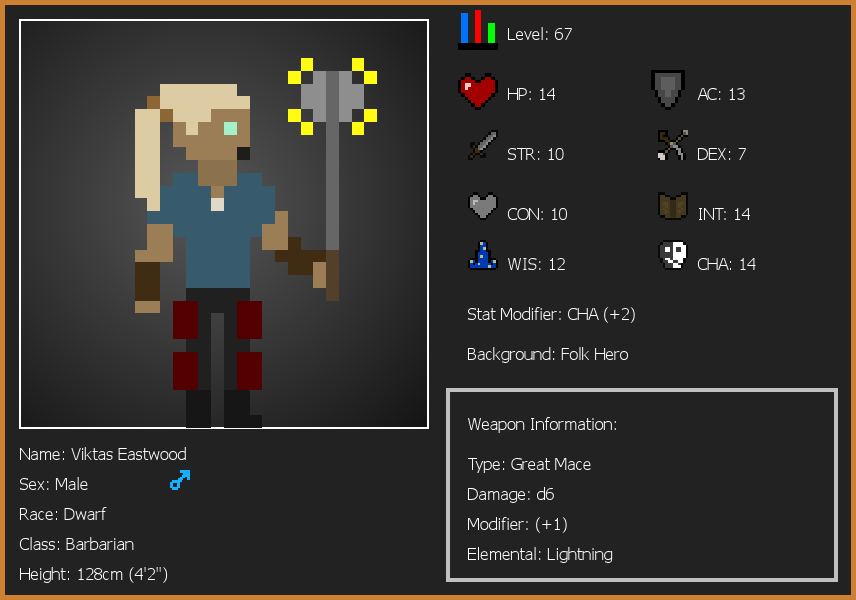 Level: 67
HP: 14
AC: 13
STR: 10
DEX: 7
CON: 10
INT: 14
WIS: 12
CHA: 14
Stat Modifier: CHA (+2)
Background: Folk Hero
Weapon Information:
Type: Great Mace
Damage: d6
Modifier: (+1)
Elemental: Lightning
Name: Viktas Eastwood
Sex: Male
Race: Dwarf
Class: Barbarian
Height: 128cm (4'2")